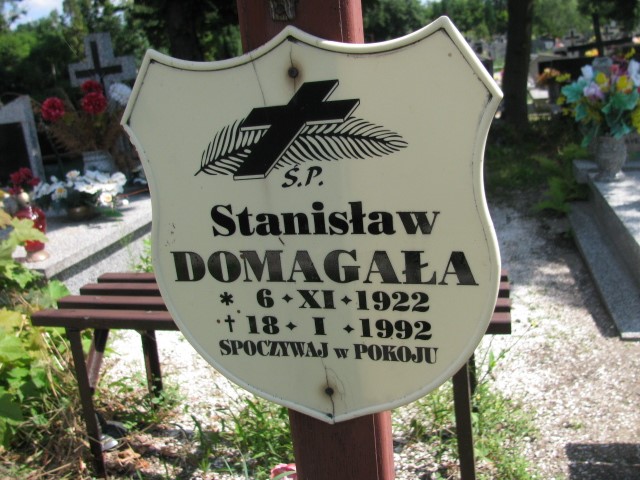 Ś.P.
Stanisław
DOMAGAŁA
* 6 ✦ XI ✦ 1922
† 18 ✦ I ✦ 1992
SPOCZYWAJ w POKOJU